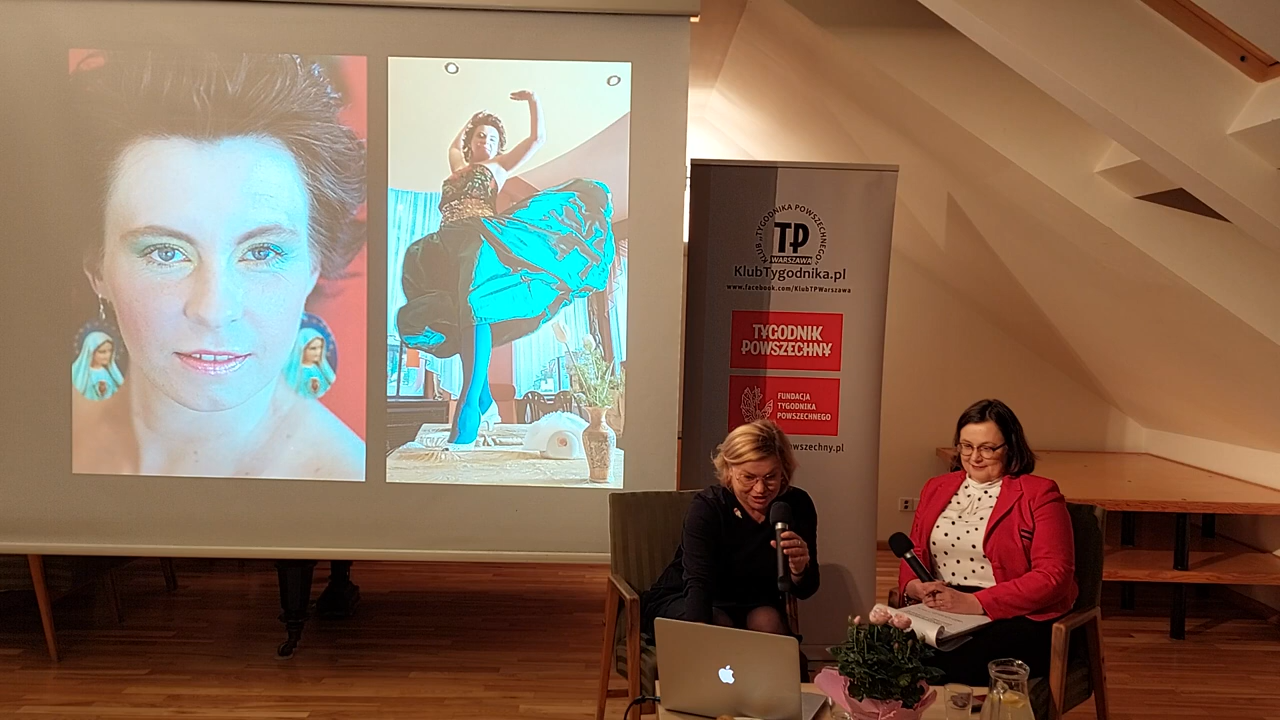 KLUB „TYGODNIKA POWSZECHNEGO”
TP
WARSZAWA
KlubTygodnika.pl
www.facebook.com/KlubTPWarszawa
TYGODNIK
POWSZECHNY
FUNDACJA
TYGODNIKA
POWSZECHNEGO
powszechny.pl